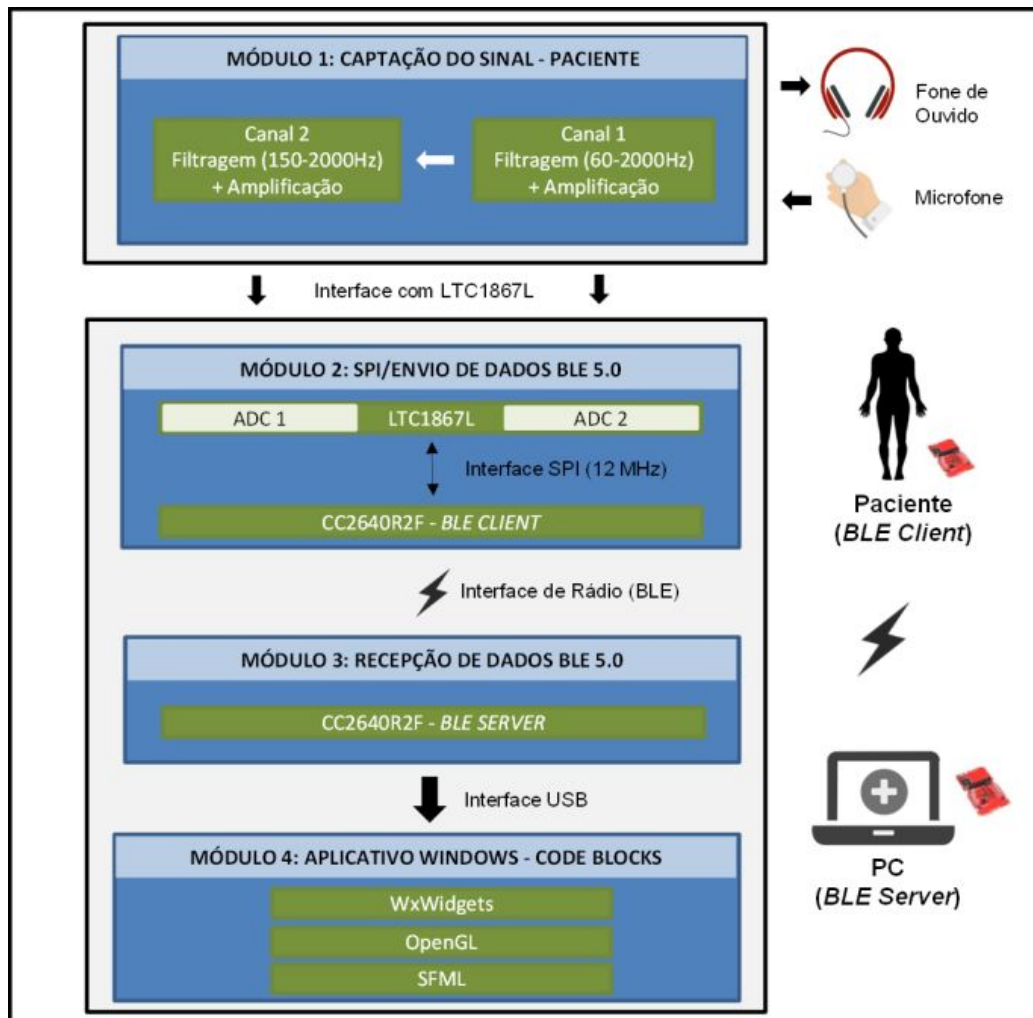 MÓDULO 1: CAPTAÇÃO DO SINAL - PACIENTE
Canal 2
Filtragem (150-2000Hz)
+ Amplificação
Canal 1
Filtragem (60-2000Hz)
+ Amplificação
Fone de
Ouvido
Microfone
Interface com LTC1867L
MÓDULO 2: SPI/ENVIO DE DADOS BLE 5.0
ADC 1
LTC1867L
ADC 2
Interface SPI (12 MHz)
CC2640R2F - BLE CLIENT
Paciente
(BLE Client)
Interface de Rádio (BLE)
MÓDULO 3: RECEPÇÃO DE DADOS BLE 5.0
CC2640R2F - BLE SERVER
Interface USB
MÓDULO 4: APLICATIVO WINDOWS - CODE BLOCKS
WxWidgets
OpenGL
SFML
PC
(BLE Server)